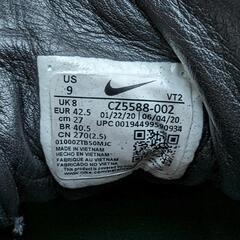 US
9
VT2
UK 8
CZ5588-002
EUR 42.5
01/22/20
06/04/20
cm 27
UPC 00194499590934
BR 40.5
CN 270(2.5)
01000ZTB50MJC
MADE IN VIETNAM
FABRIQUE AU VIETNAM
HECHO EN VIETNAM